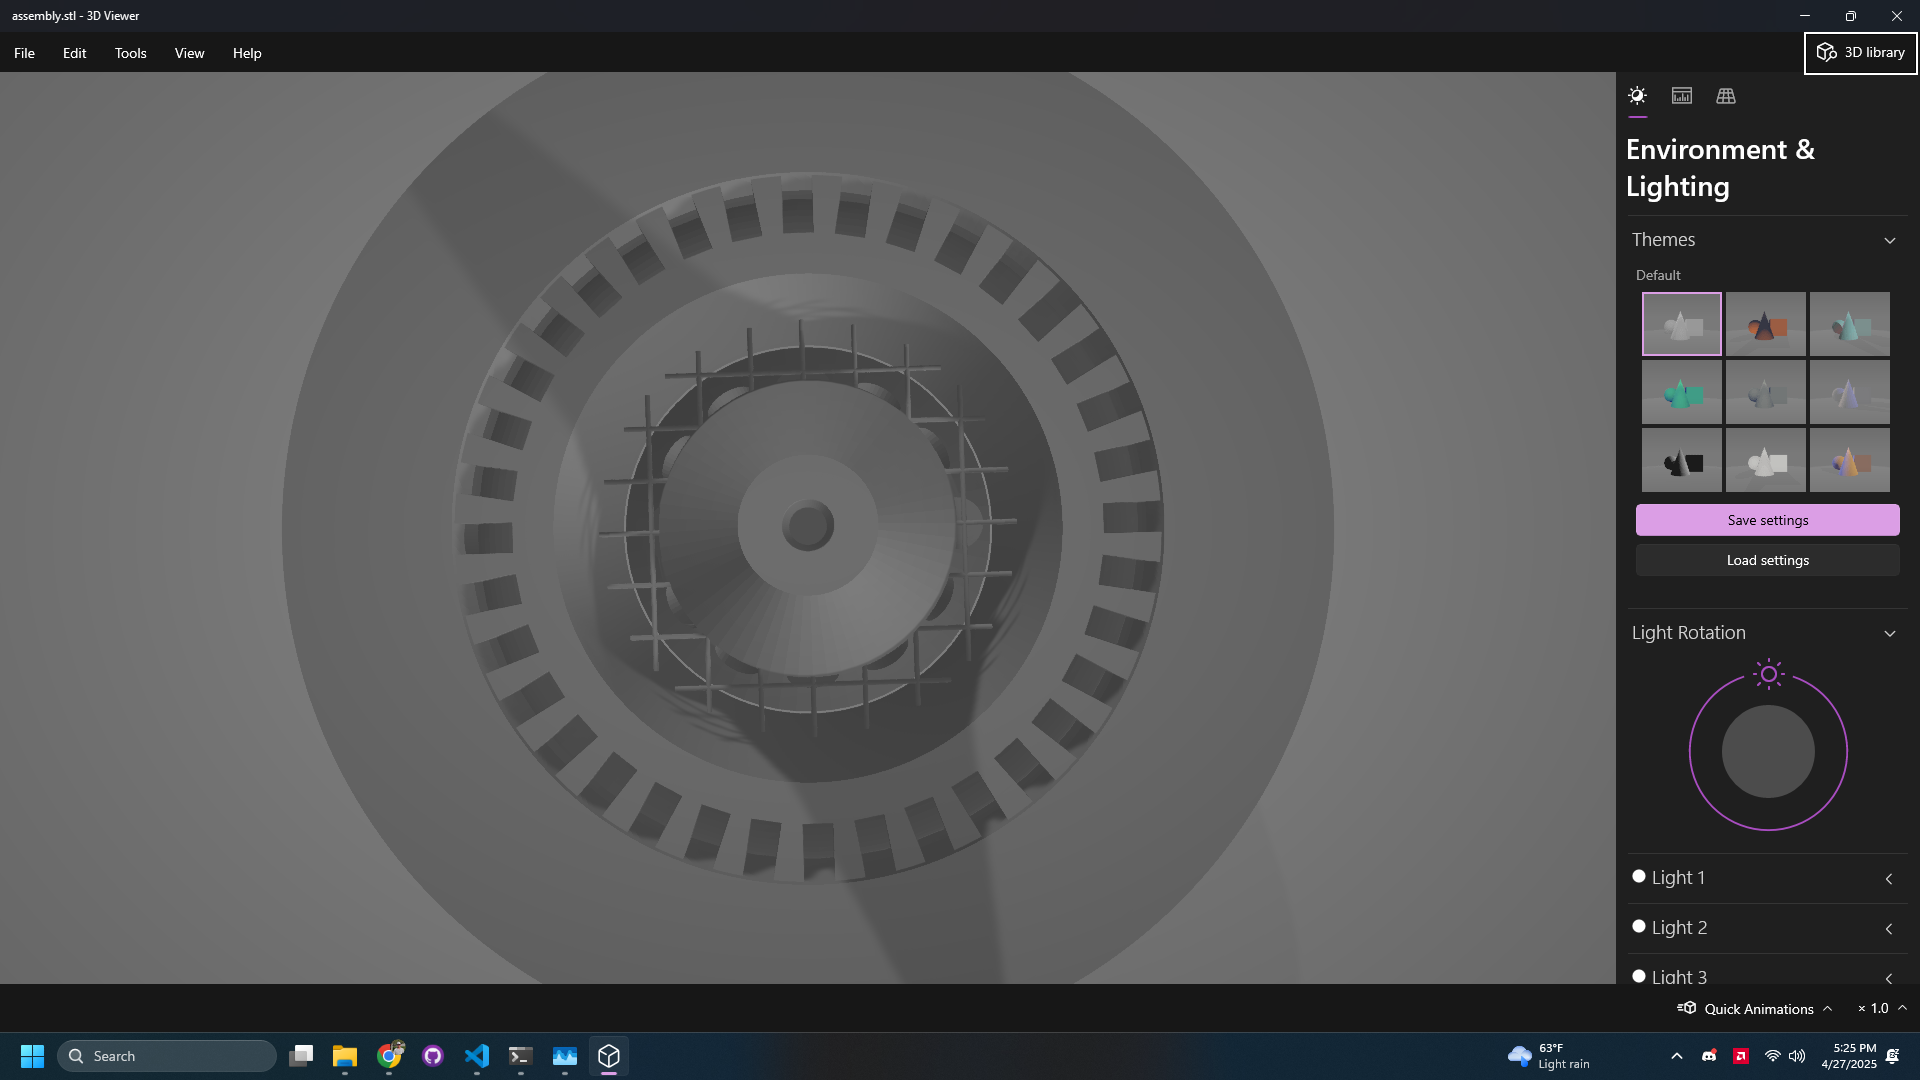 assembly.stl - 3D Viewer
File Edit Tools View Help
3D library
Environment &
Lighting
Themes
Default
Save settings
Load settings
Light Rotation
Light 1
Light 2
Light 3
Quick Animations × 1.0
Search
63°F
Light rain
5:25 PM
4/27/2025